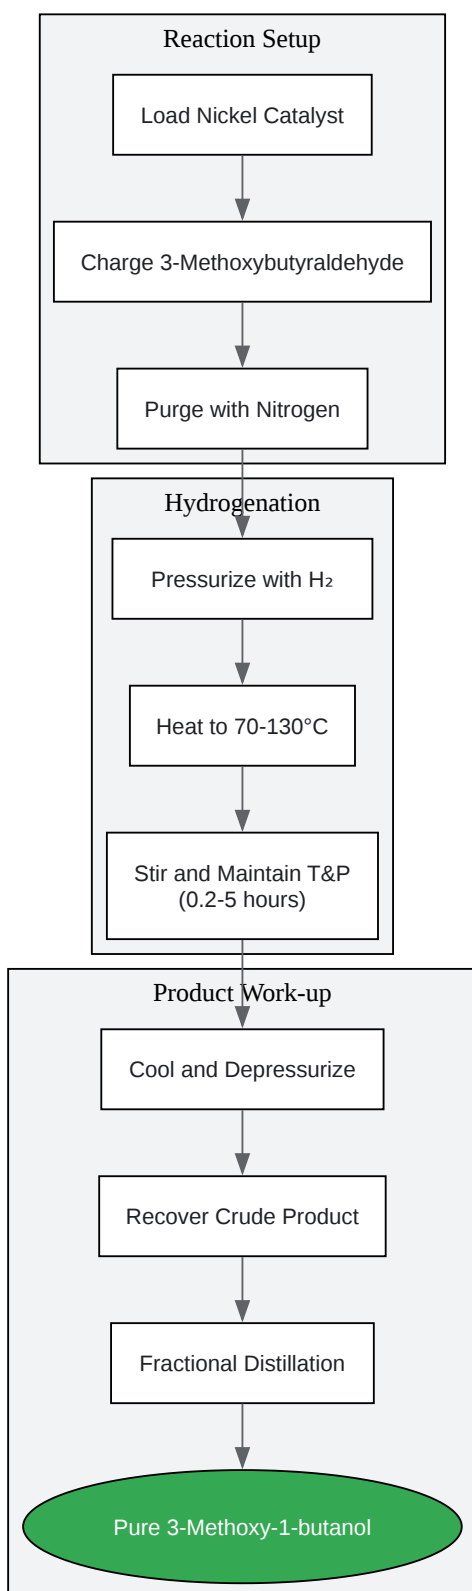 Reaction Setup
Load Nickel Catalyst
Charge 3-Methoxybutyraldehyde
Purge with Nitrogen
Hydrogenation
Pressurize with H₂
Heat to 70-130°C
Stir and Maintain T&P
(0.2-5 hours)
Product Work-up
Cool and Depressurize
Recover Crude Product
Fractional Distillation
Pure 3-Methoxy-1-butanol